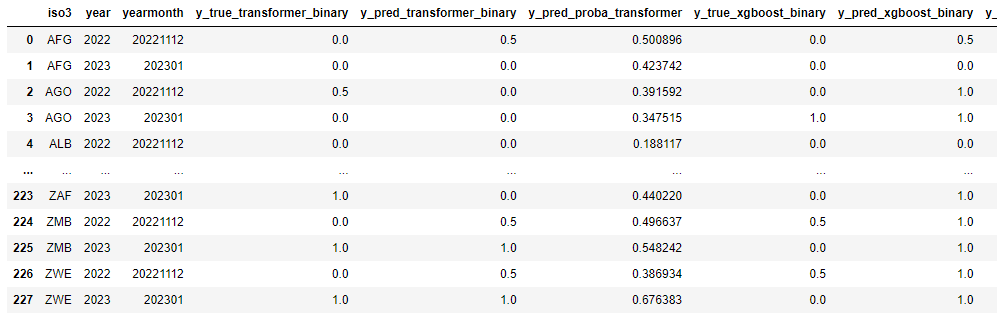 iso3 year yearmonth y_true_transformer_binary y_pred_transformer_binary y_pred_proba_transformer y_true_xgboost_binary y_pred_xgboost_binary y_
0 AFG 2022 20221112 0.0 0.5 0.500896 0.0 0.5
1 AFG 2023 202301 0.0 0.0 0.423742 0.0 0.0
2 AGO 2022 20221112 0.5 0.0 0.391592 0.0 1.0
3 AGO 2023 202301 0.0 0.0 0.347515 1.0 1.0
4 ALB 2022 20221112 0.0 0.0 0.188117 0.0 0.0
... ... ... ... ... ... ... ... ...
223 ZAF 2023 202301 1.0 0.0 0.440220 0.0 1.0
224 ZMB 2022 20221112 0.0 0.5 0.496637 0.5 1.0
225 ZMB 2023 202301 1.0 1.0 0.548242 0.0 1.0
226 ZWE 2022 20221112 0.0 0.5 0.386934 0.5 1.0
227 ZWE 2023 202301 1.0 1.0 0.676383 0.0 1.0